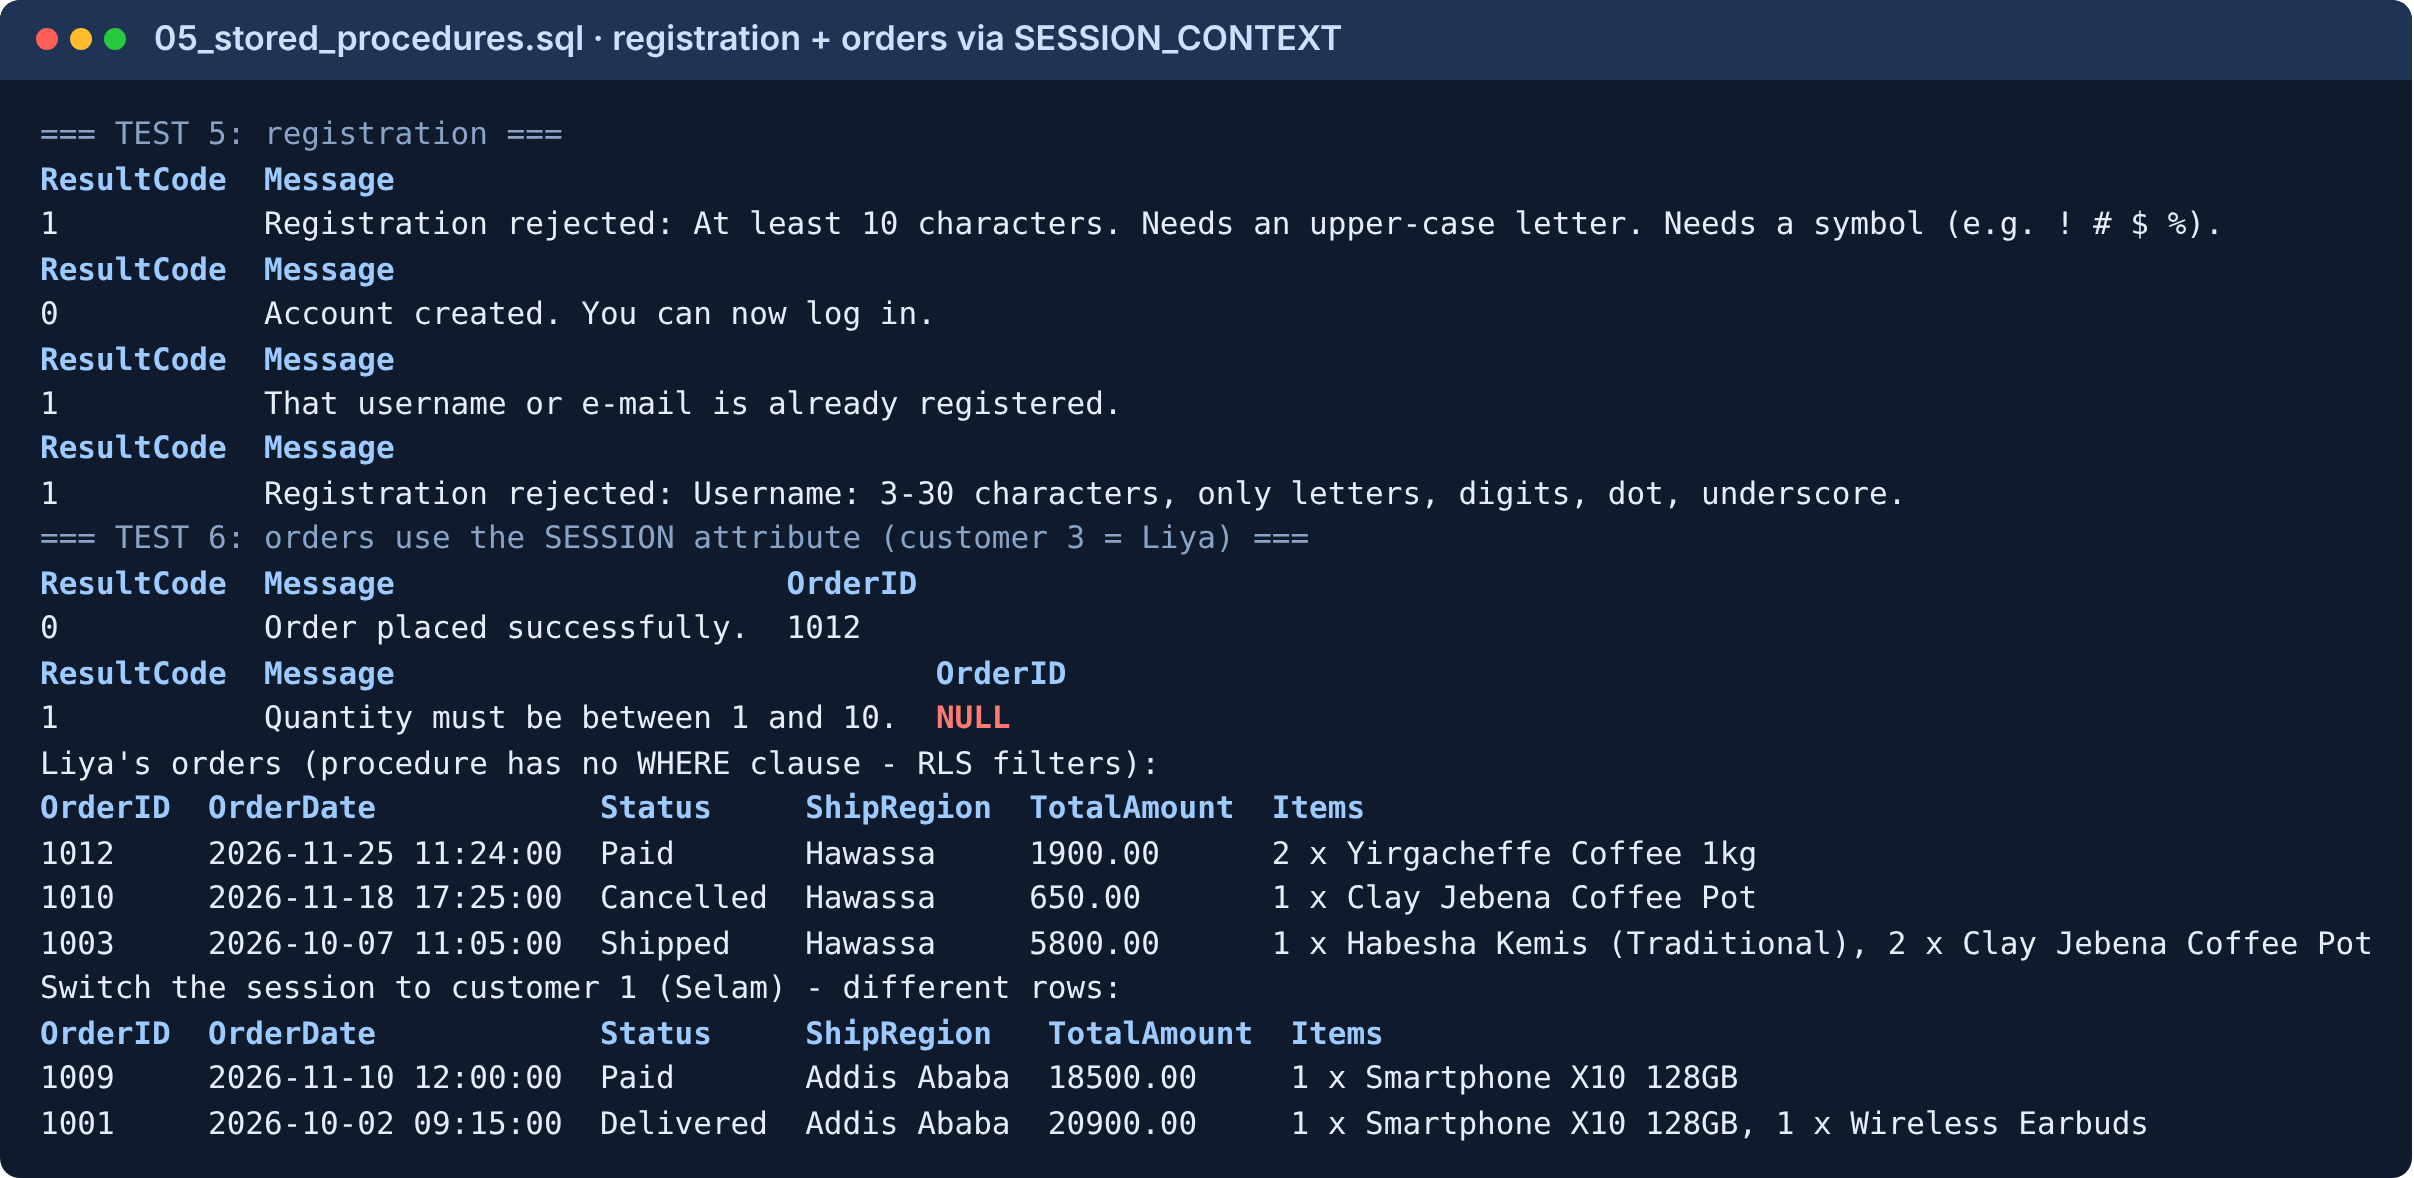 05_stored_procedures.sql · registration + orders via SESSION_CONTEXT
=== TEST 5: registration ===
ResultCode  Message
1           Registration rejected: At least 10 characters. Needs an upper-case letter. Needs a symbol (e.g. ! # $ %).
ResultCode  Message
0           Account created. You can now log in.
ResultCode  Message
1           That username or e-mail is already registered.
ResultCode  Message
1           Registration rejected: Username: 3-30 characters, only letters, digits, dot, underscore.
=== TEST 6: orders use the SESSION attribute (customer 3 = Liya) ===
ResultCode  Message                     OrderID
0           Order placed successfully.  1012
ResultCode  Message                             OrderID
1           Quantity must be between 1 and 10.  NULL
Liya's orders (procedure has no WHERE clause - RLS filters):
OrderID  OrderDate            Status     ShipRegion  TotalAmount  Items
1012     2026-11-25 11:24:00  Paid       Hawassa     1900.00      2 x Yirgacheffe Coffee 1kg
1010     2026-11-18 17:25:00  Cancelled  Hawassa     650.00       1 x Clay Jebena Coffee Pot
1003     2026-10-07 11:05:00  Shipped    Hawassa     5800.00      1 x Habesha Kemis (Traditional), 2 x Clay Jebena Coffee Pot
Switch the session to customer 1 (Selam) - different rows:
OrderID  OrderDate            Status     ShipRegion   TotalAmount  Items
1009     2026-11-10 12:00:00  Paid       Addis Ababa  18500.00     1 x Smartphone X10 128GB
1001     2026-10-02 09:15:00  Delivered  Addis Ababa  20900.00     1 x Smartphone X10 128GB, 1 x Wireless Earbuds